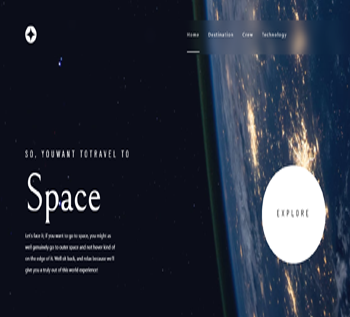 Home Destination Crew Technology
SO, YOUWANT TOTRAVEL TO
Space
Let's face it, if you want to go to space, you might as
well genuinely go to outer space and not hover kind of
on the edge of it. Well sit back, and relax because we'll
give you a truly out of this world experience!
EXPLORE